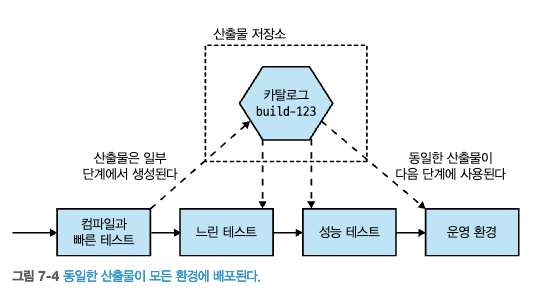 산출물 저장소
카탈로그
build-123
산출물은 일부
단계에서 생성된다
동일한 산출물이
다음 단계에 사용된다
컴파일과
빠른 테스트
느린 테스트
성능 테스트
운영 환경
그림 7-4 동일한 산출물이 모든 환경에 배포된다.